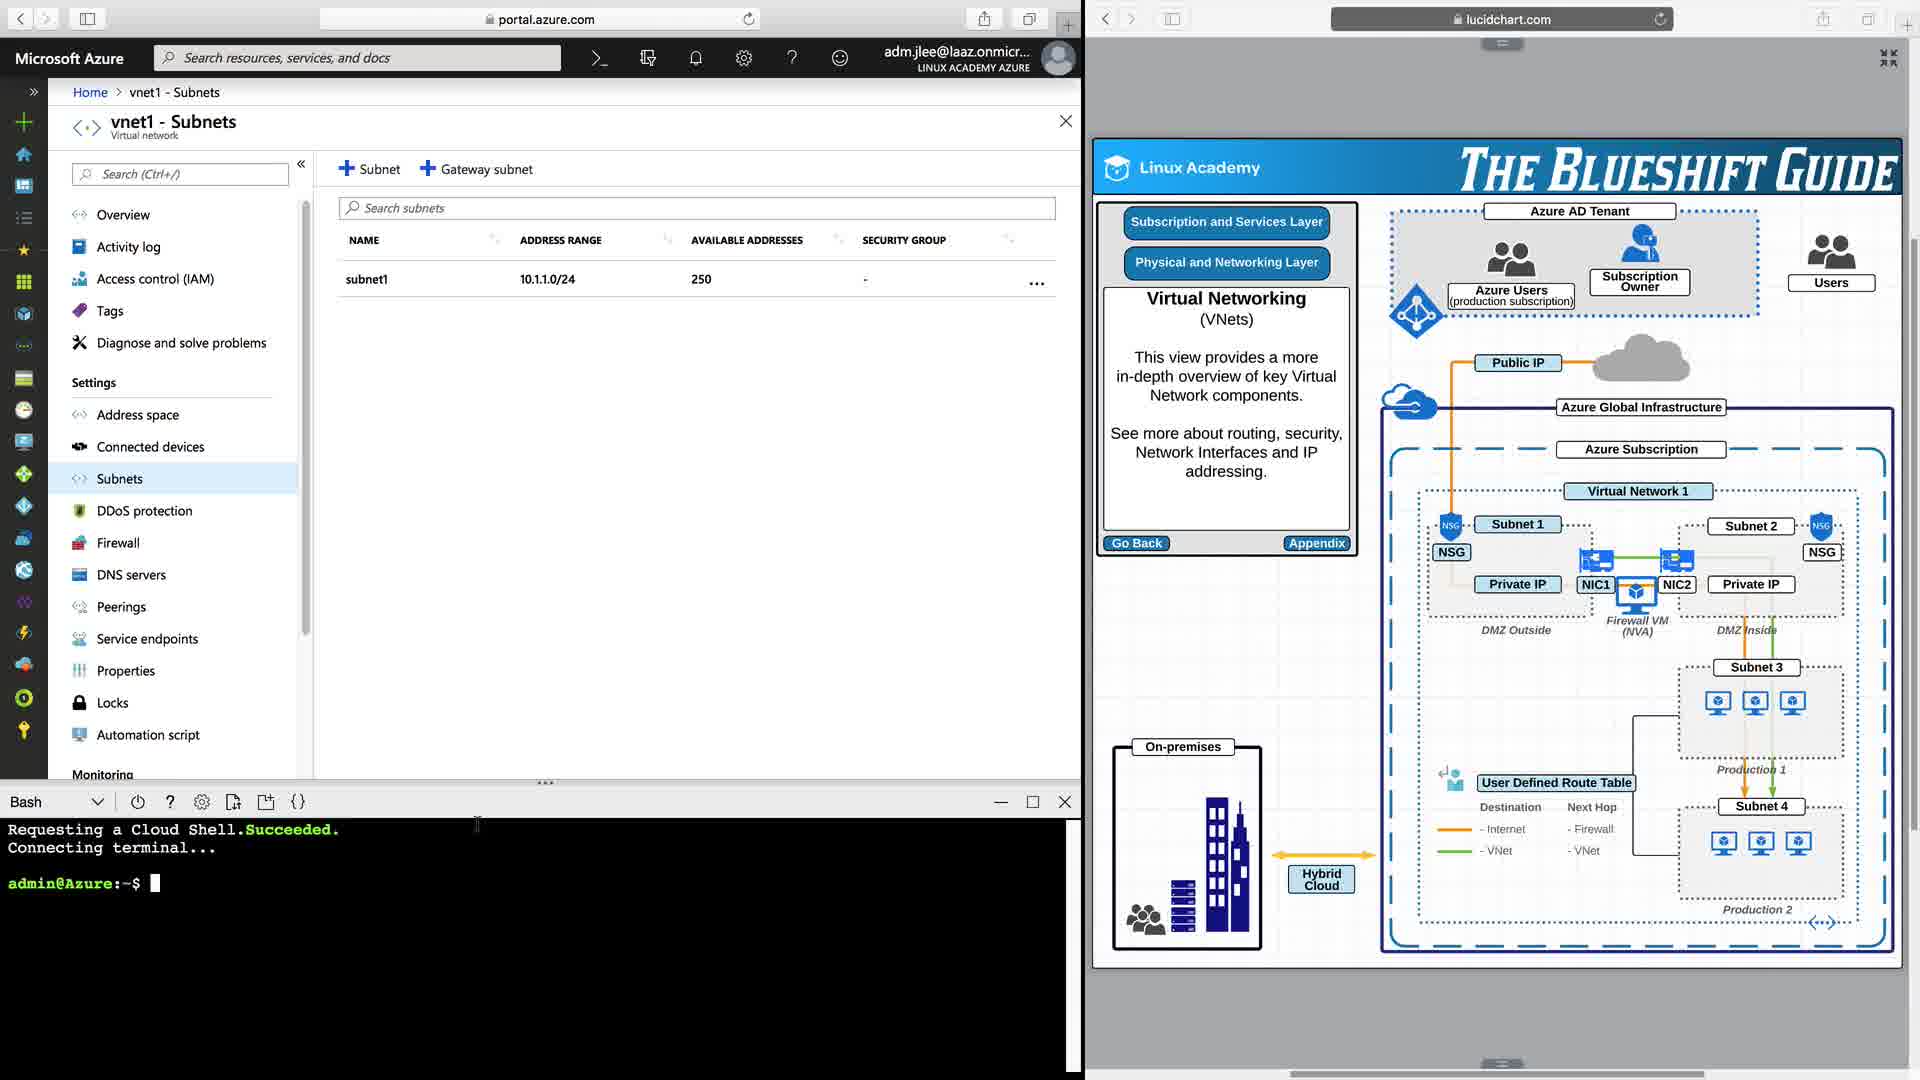 portal.azure.com
Microsoft Azure
Search resources, services, and docs
adm.jlee@laaz.onmicr...
LINUX ACADEMY AZURE
Home > vnet1 - Subnets
vnet1 - Subnets
Virtual network
Search (Ctrl+/)
Overview
Activity log
Access control (IAM)
Tags
Diagnose and solve problems
Settings
Address space
Connected devices
Subnets
DDoS protection
Firewall
DNS servers
Peerings
Service endpoints
Properties
Locks
Automation script
Monitoring
Subnet
Gateway subnet
Search subnets
NAME ADDRESS RANGE AVAILABLE ADDRESSES SECURITY GROUP
subnet1 10.1.1.0/24 250 -
Bash
Requesting a Cloud Shell.Succeeded.
Connecting terminal...
admin@Azure:~$
lucidchart.com
Linux Academy
THE BLUESHIFT GUIDE
Subscription and Services Layer
Physical and Networking Layer
Virtual Networking
(VNets)
This view provides a more
in-depth overview of key Virtual
Network components.
See more about routing, security,
Network Interfaces and IP
addressing.
Go Back
Appendix
Azure AD Tenant
Azure Users
(production subscription)
Subscription
Owner
Users
Public IP
Azure Global Infrastructure
Azure Subscription
Virtual Network 1
NSG
Subnet 1
Subnet 2
NSG
NSG
NSG
Private IP
NIC1
NIC2
Private IP
Firewall VM
(NVA)
DMZ Outside
DMZ Inside
Subnet 3
Production 1
User Defined Route Table
Destination Next Hop
- Internet - Firewall
- VNet - VNet
Subnet 4
Production 2
On-premises
Hybrid
Cloud